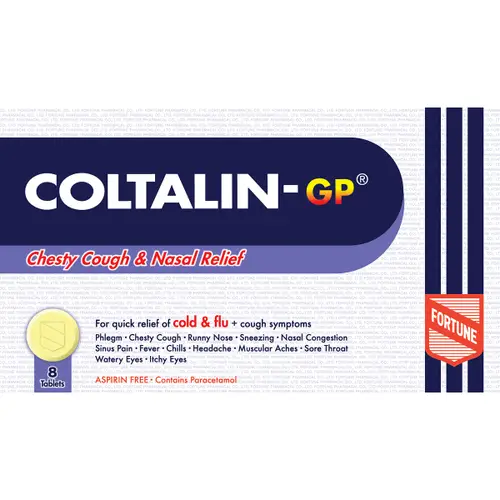 COLTALIN-GP®
Chesty Cough & Nasal Relief
For quick relief of cold & flu + cough symptoms
Phlegm • Chesty Cough • Runny Nose • Sneezing • Nasal Congestion
Sinus Pain • Fever • Chills • Headache • Muscular Aches • Sore Throat
Watery Eyes • Itchy Eyes
8
Tablets
ASPIRIN FREE • Contains Paracetamol
FORTUNE